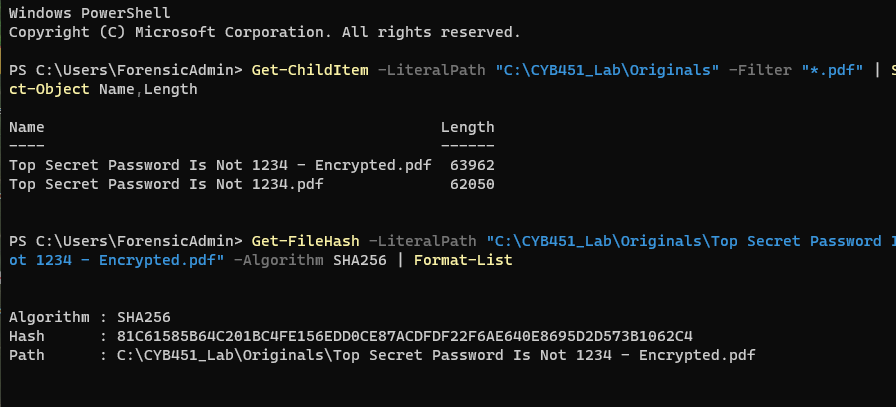 Windows PowerShell
Copyright (C) Microsoft Corporation. All rights reserved.
PS C:\Users\ForensicAdmin> Get-ChildItem -LiteralPath "C:\CYB451_Lab\Originals" -Filter "*.pdf" | S
ct-Object Name,Length
Name Length
---- ------
Top Secret Password Is Not 1234 - Encrypted.pdf 63962
Top Secret Password Is Not 1234.pdf 62050
PS C:\Users\ForensicAdmin> Get-FileHash -LiteralPath "C:\CYB451_Lab\Originals\Top Secret Password I
ot 1234 - Encrypted.pdf" -Algorithm SHA256 | Format-List
Algorithm : SHA256
Hash : 81C61585B64C201BC4FE156EDD0CE87ACDFDF22F6AE640E8695D2D573B1062C4
Path : C:\CYB451_Lab\Originals\Top Secret Password Is Not 1234 - Encrypted.pdf